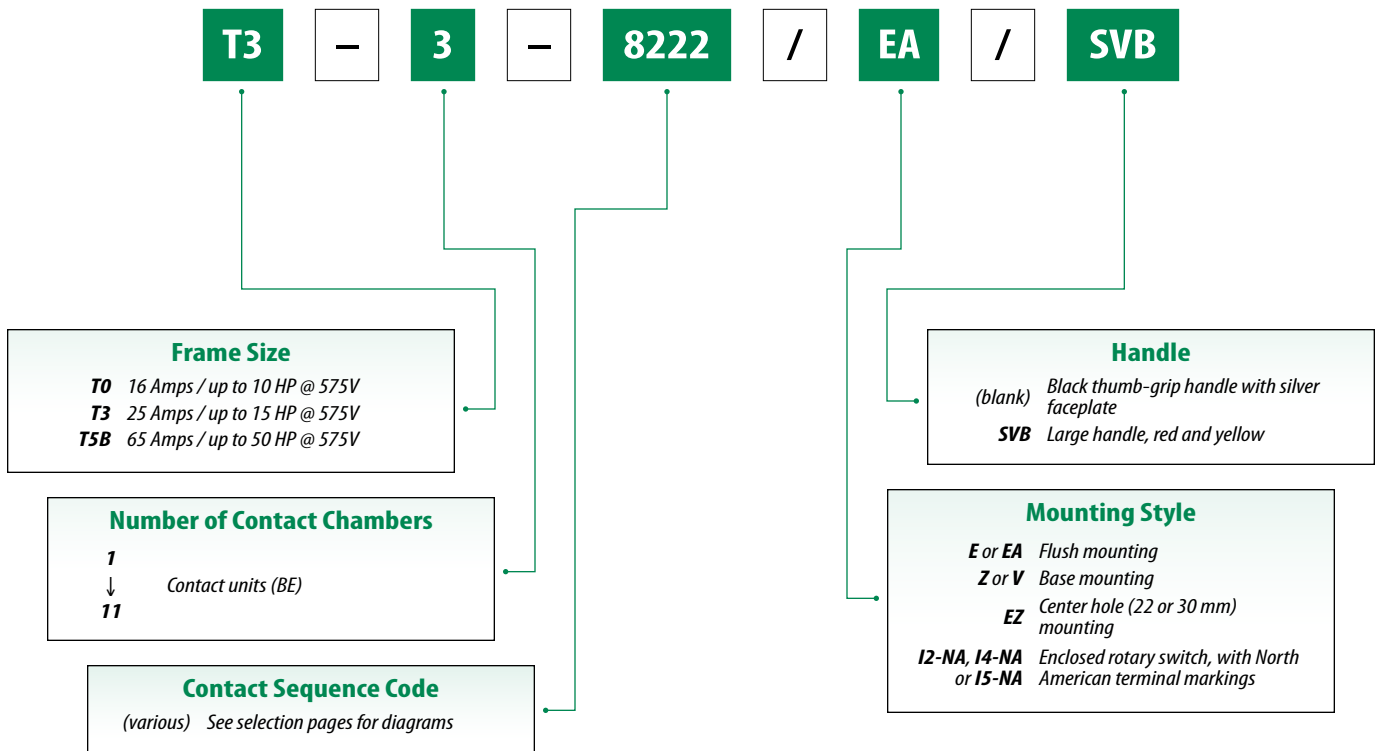 T3 – 3 – 8222 / EA / SVB
Frame Size
T0 16 Amps / up to 10 HP @ 575V
T3 25 Amps / up to 15 HP @ 575V
T5B 65 Amps / up to 50 HP @ 575V
Number of Contact Chambers
1
↓ Contact units (BE)
11
Contact Sequence Code
(various) See selection pages for diagrams
Handle
(blank) Black thumb-grip handle with silver
faceplate
SVB Large handle, red and yellow
Mounting Style
E or EA Flush mounting
Z or V Base mounting
EZ Center hole (22 or 30 mm)
mounting
I2-NA, I4-NA Enclosed rotary switch, with North
or I5-NA American terminal markings